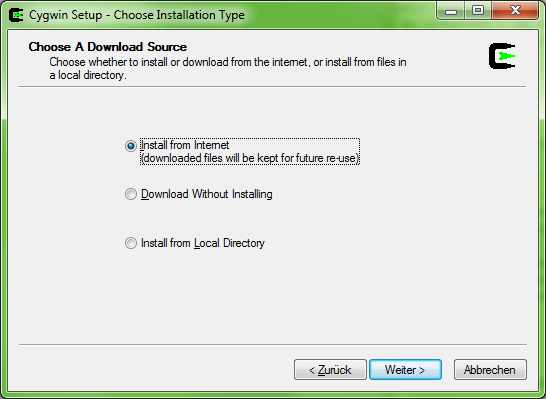 Cygwin Setup - Choose Installation Type
Choose A Download Source
Choose whether to install or download from the internet, or install from files in
a local directory.
Install from Internet
(downloaded files will be kept for future re-use)
Download Without Installing
Install from Local Directory
< Zurück
Weiter >
Abbrechen